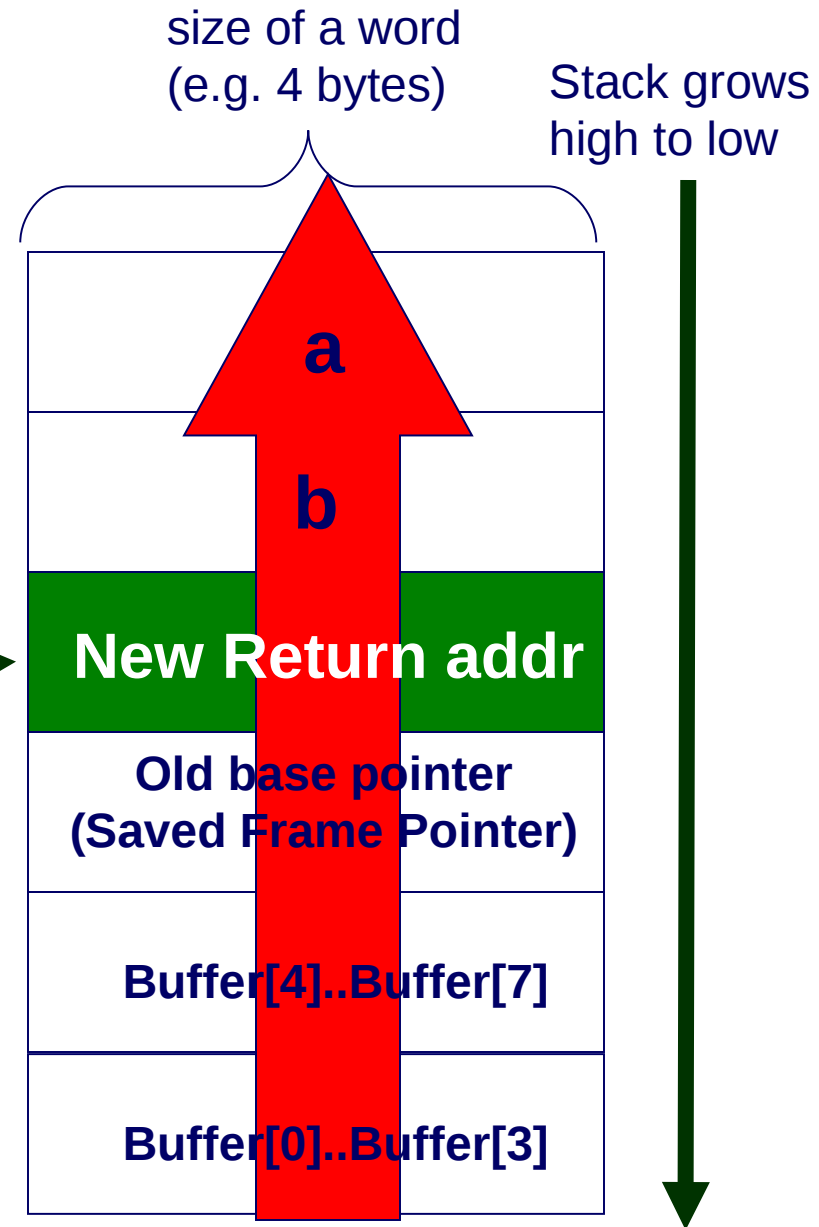 size of a word
(e.g. 4 bytes)
Stack grows
high to low
a
b
New Return addr
Old base pointer
(Saved Frame Pointer)
Buffer[4]..Buffer[7]
Buffer[0]..Buffer[3]